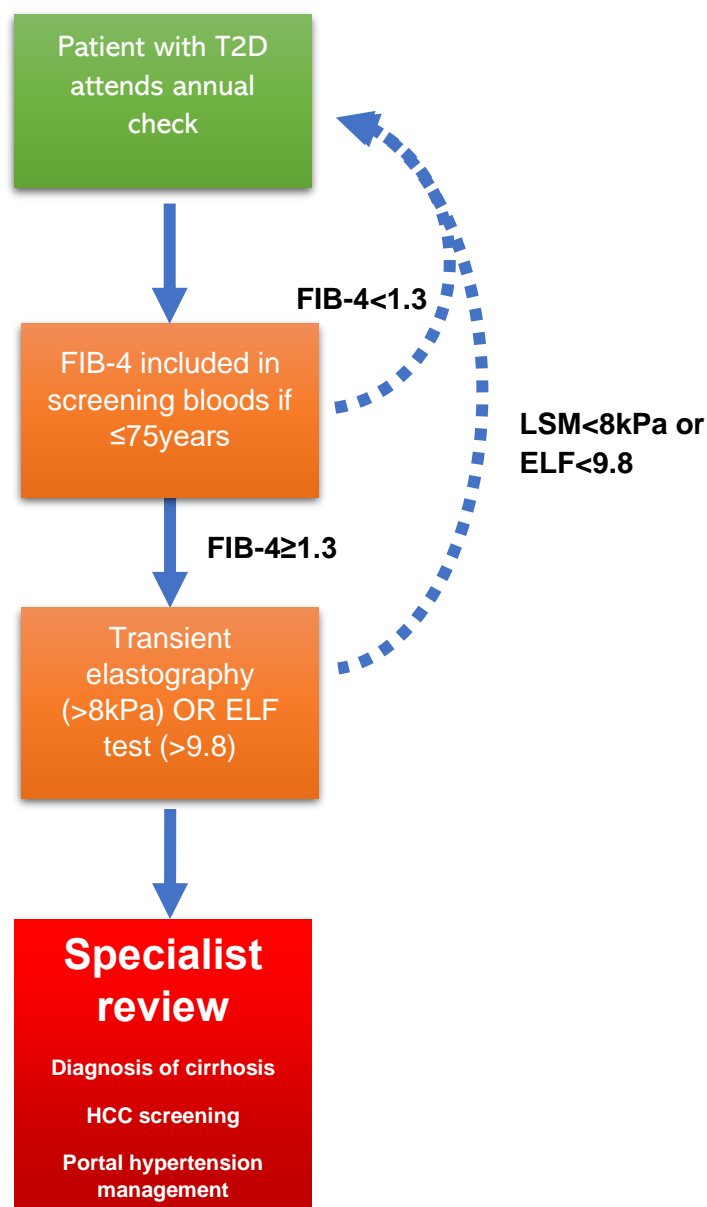 Patient with T2D
attends annual
check
FIB-4<1.3
FIB-4 included in
screening bloods if
≤75years
LSM<8kPa or
ELF<9.8
FIB-4≥1.3
Transient
elastography
(>8kPa) OR ELF
test (>9.8)
Specialist
review
Diagnosis of cirrhosis
HCC screening
Portal hypertension
management